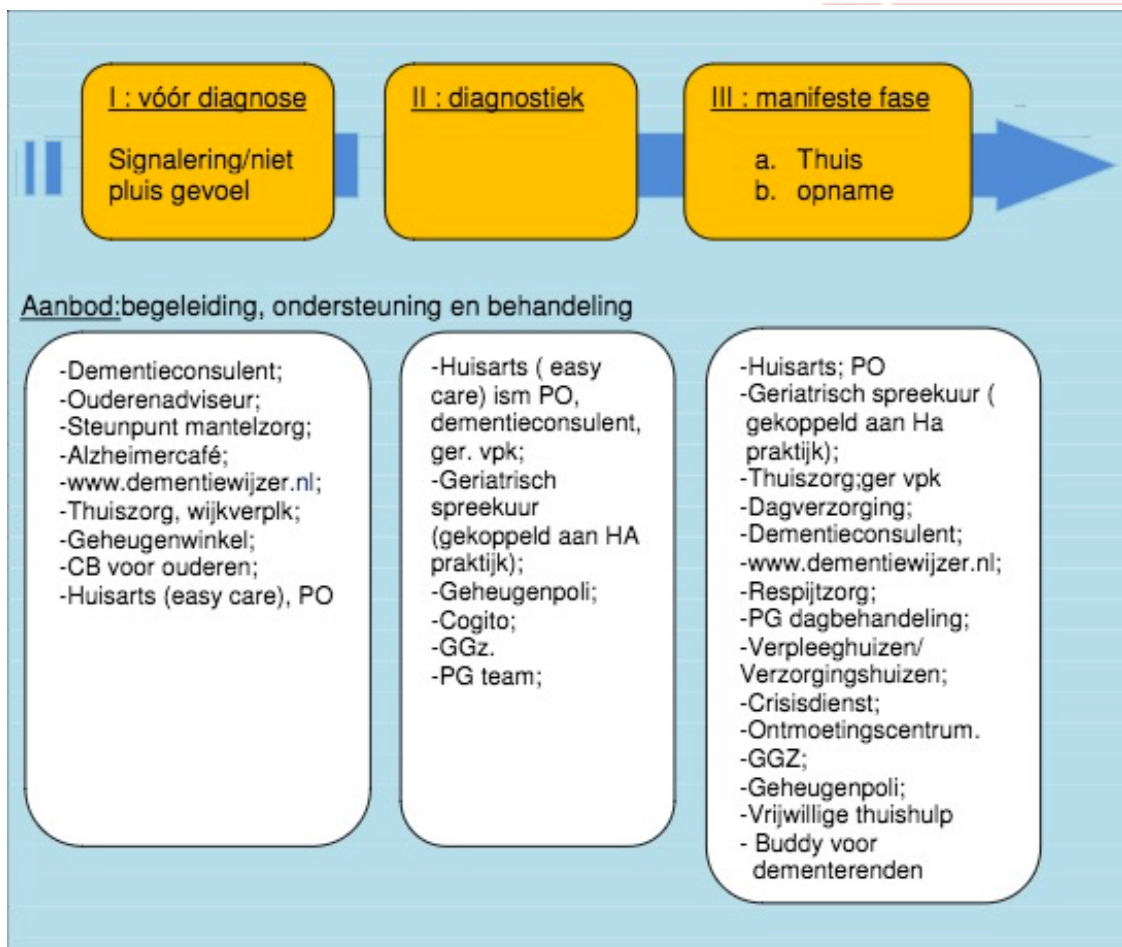 I : vóór diagnose
Signalering/niet
pluis gevoel
II : diagnostiek
III : manifeste fase
a. Thuis
b. opname
Aanbod:begeleiding, ondersteuning en behandeling
-Dementieconsulent;
-Ouderenadviseur;
-Steunpunt mantelzorg;
-Alzheimercafé;
-www.dementiewijzer.nl;
-Thuiszorg, wijkverplk;
-Geheugenwinkel;
-CB voor ouderen;
-Huisarts (easy care), PO
-Huisarts ( easy
care) ism PO,
dementieconsulent,
ger. vpk;
-Geriatrisch
spreekuur
(gekoppeld aan HA
praktijk);
-Geheugenpoli;
-Cogito;
-GGz.
-PG team;
-Huisarts; PO
-Geriatrisch spreekuur (
gekoppeld aan Ha
praktijk);
-Thuiszorg;ger vpk
-Dagverzorging;
-Dementieconsulent;
-www.dementiewijzer.nl;
-Respijtzorg;
-PG dagbehandeling;
-Verpleeghuizen/
Verzorgingshuizen;
-Crisisdienst;
-Ontmoetingscentrum.
-GGZ;
-Geheugenpoli;
-Vrijwillige thuishulp
- Buddy voor
dementerenden